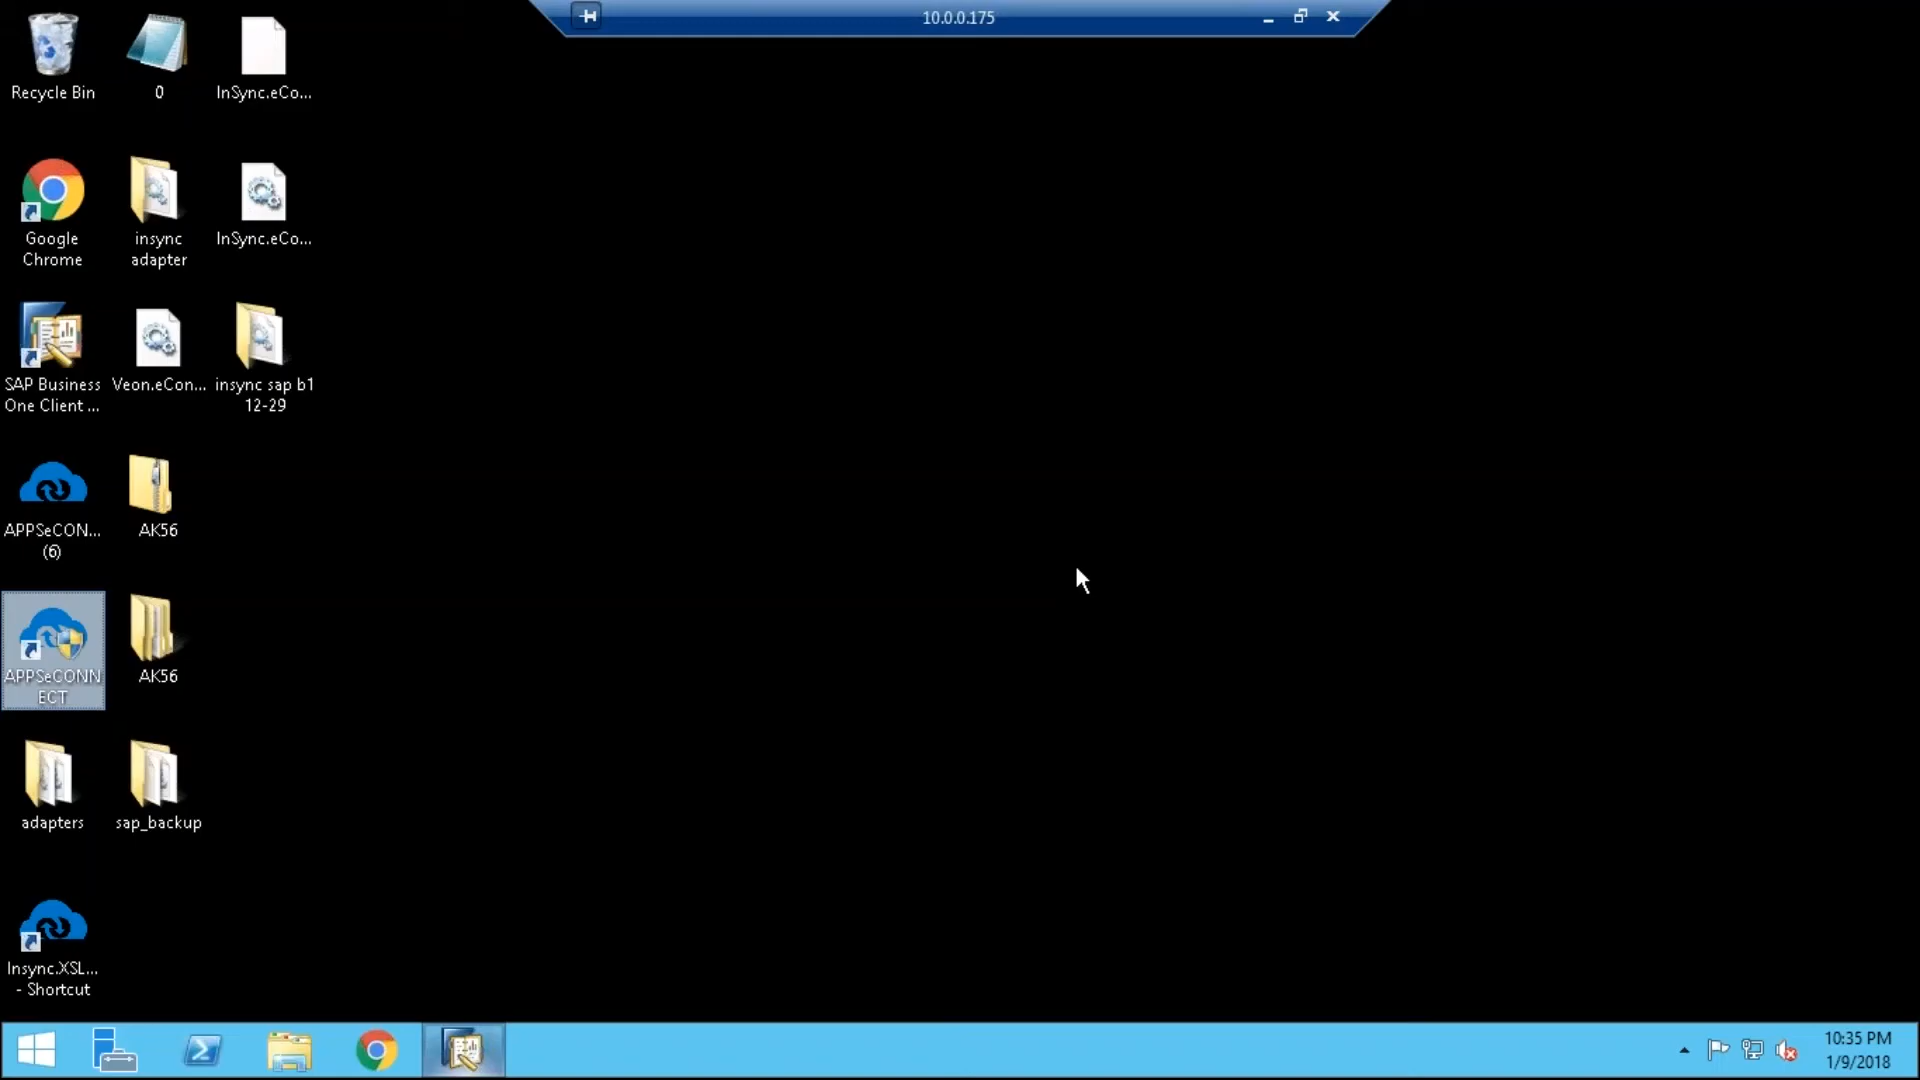 10.0.0.175
Recycle Bin
0
InSync.eCo...
Google
Chrome
insync
adapter
InSync.eCo...
SAP Business
One Client ...
Veon.eCon...
insync sap b1
12-29
APPSeCON...
(6)
AK56
APPSeCONN
ECT
AK56
adapters
sap_backup
Insync.XSL...
- Shortcut
10:35 PM
1/9/2018